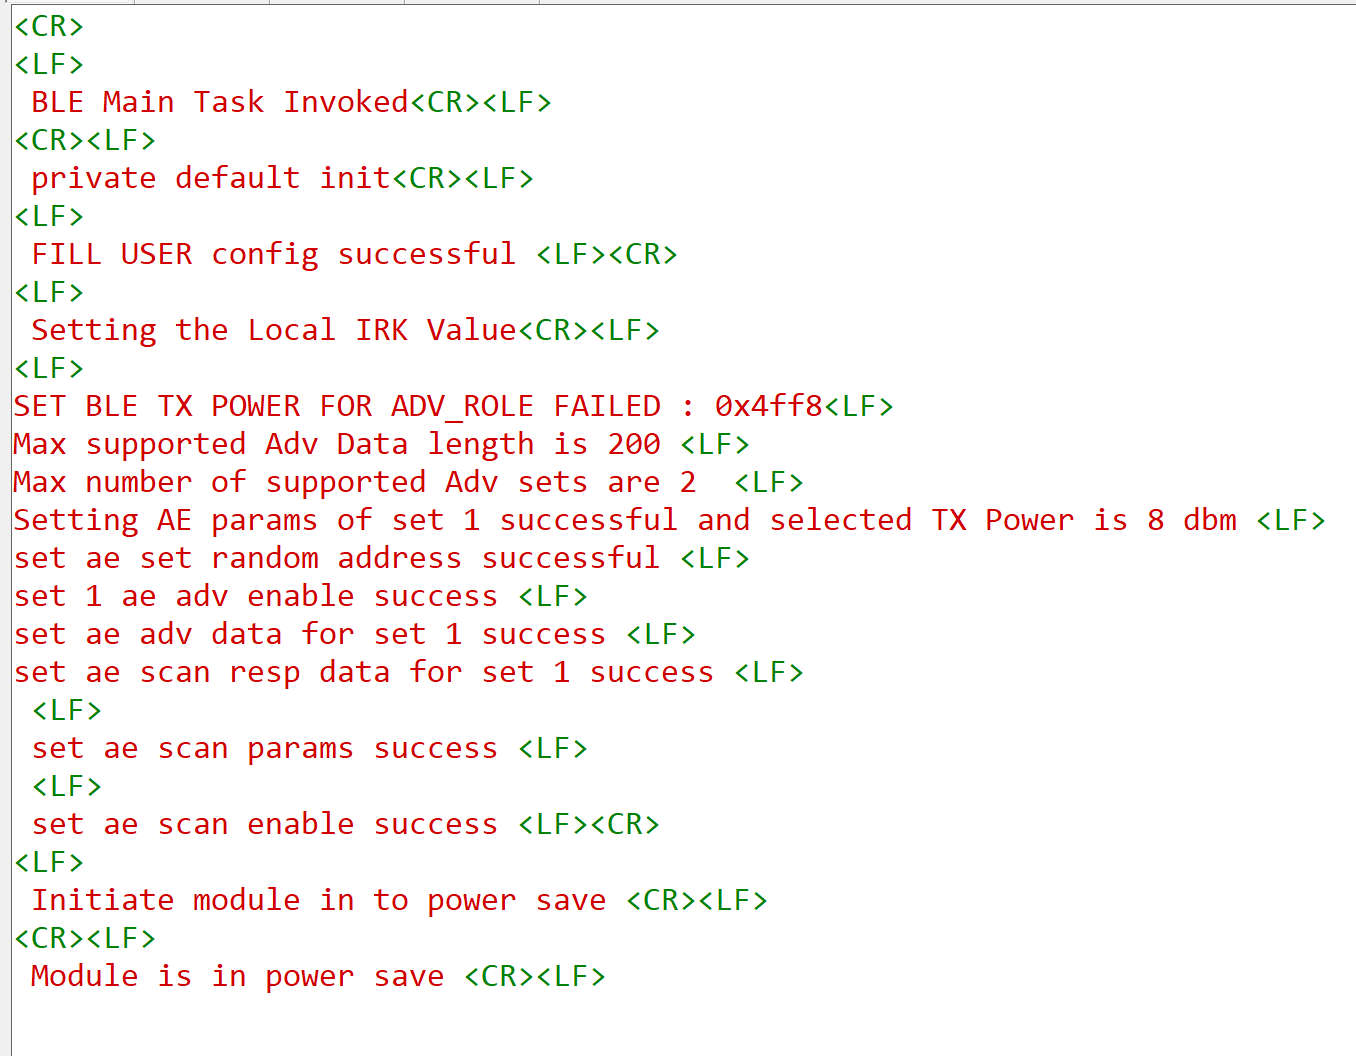 <CR>
<LF>
BLE Main Task Invoked<CR><LF>
<CR><LF>
private default init<CR><LF>
<LF>
FILL USER config successful <LF><CR>
<LF>
Setting the Local IRK Value<CR><LF>
<LF>
SET BLE TX POWER FOR ADV_ROLE FAILED : 0x4ff8<LF>
Max supported Adv Data length is 200 <LF>
Max number of supported Adv sets are 2  <LF>
Setting AE params of set 1 successful and selected TX Power is 8 dbm <LF>
set ae set random address successful <LF>
set 1 ae adv enable success <LF>
set ae adv data for set 1 success <LF>
set ae scan resp data for set 1 success <LF>
<LF>
set ae scan params success <LF>
<LF>
set ae scan enable success <LF><CR>
<LF>
Initiate module in to power save <CR><LF>
<CR><LF>
Module is in power save <CR><LF>